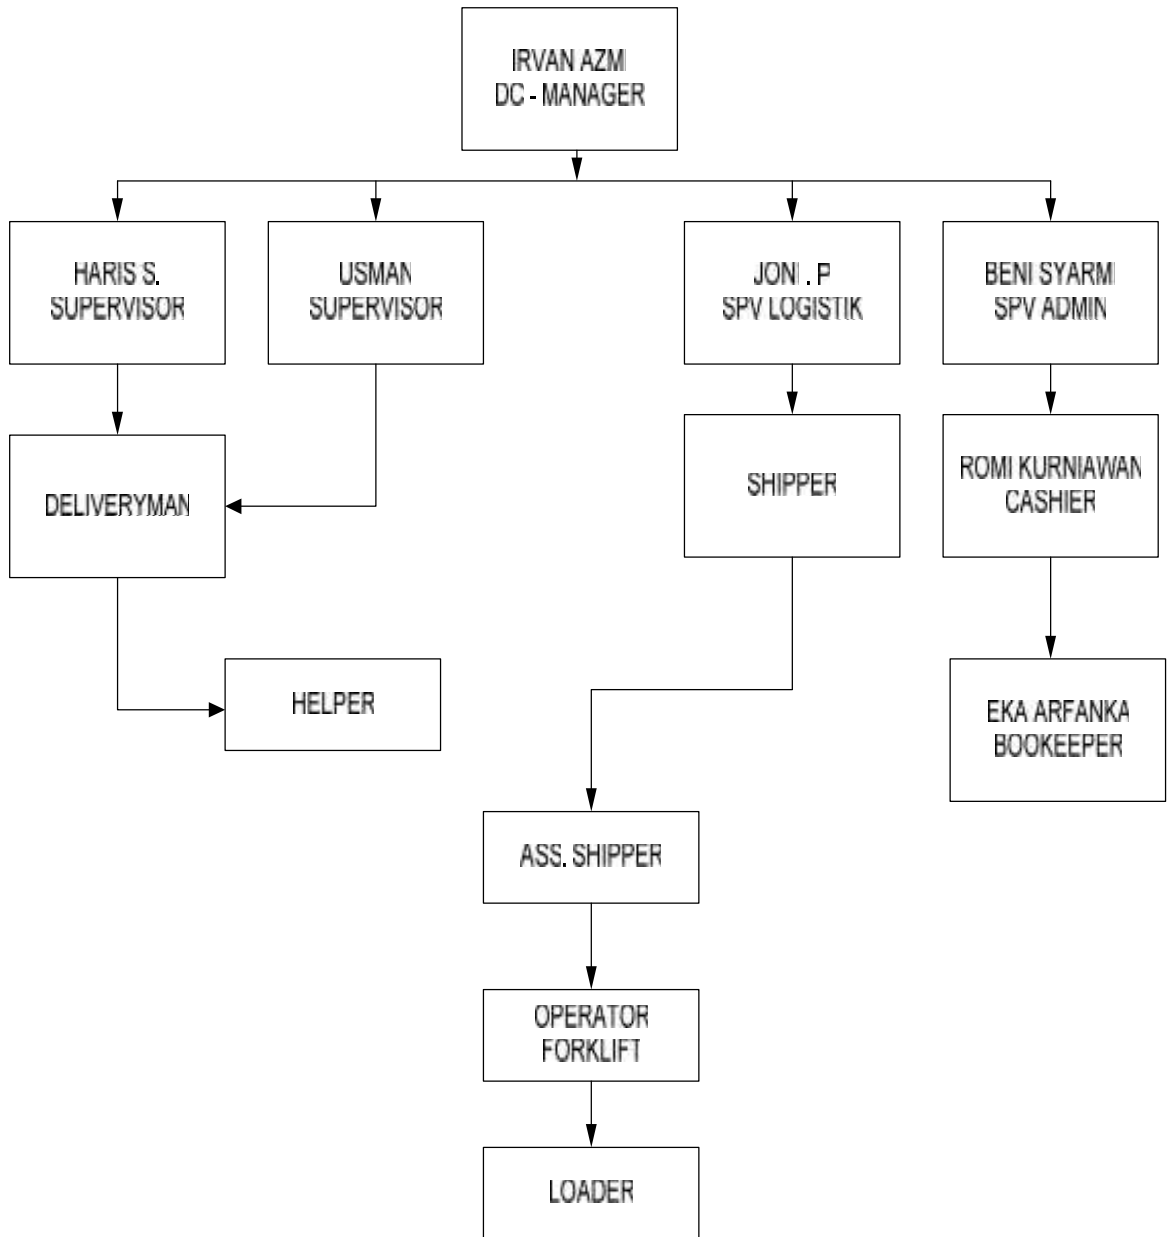 IRVAN AZMI
DC - MANAGER
HARIS S.
SUPERVISOR
USMAN
SUPERVISOR
JONI . P
SPV LOGISTIK
BENI SYARMI
SPV ADMIN
DELIVERYMAN
SHIPPER
ROMI KURNIAWAN
CASHIER
HELPER
EKA ARFANKA
BOOKEEPER
ASS. SHIPPER
OPERATOR
FORKLIFT
LOADER